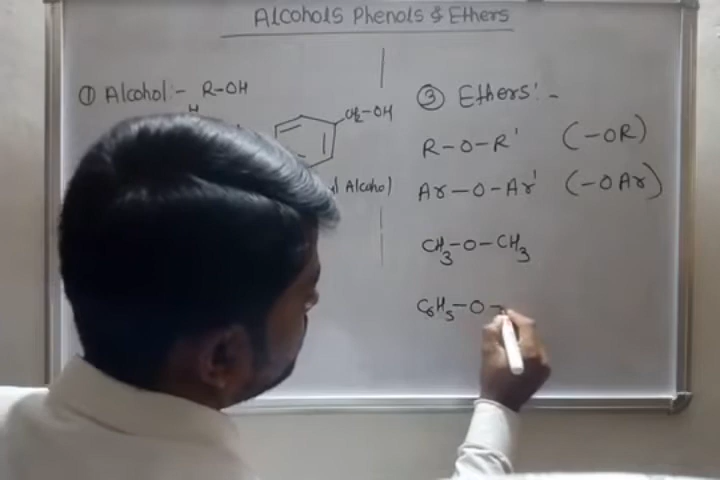 Alcohols Phenols & Ethers
① Alcohol:- R-OH
H
CH2-OH
Alcohol
③ Ethers:-
R-O-R' (-OR)
Ar-O-Ar' (-OAr)
CH3-O-CH3
C6H5-O-